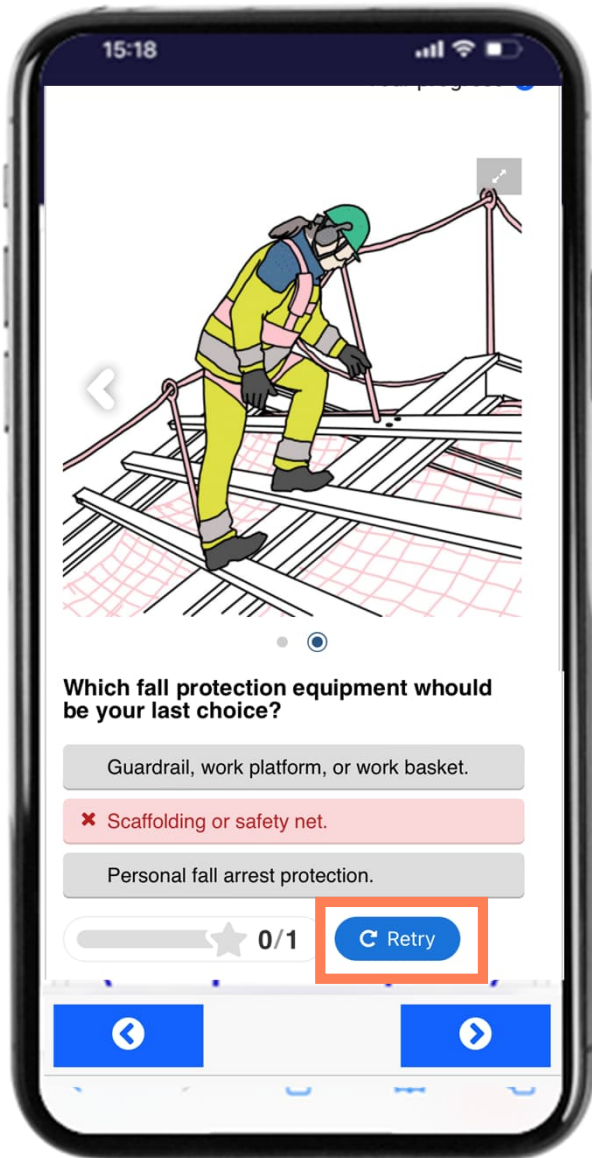 15:18
Which fall protection equipment whould
be your last choice?
Guardrail, work platform, or work basket.
Scaffolding or safety net.
Personal fall arrest protection.
0/1
Retry